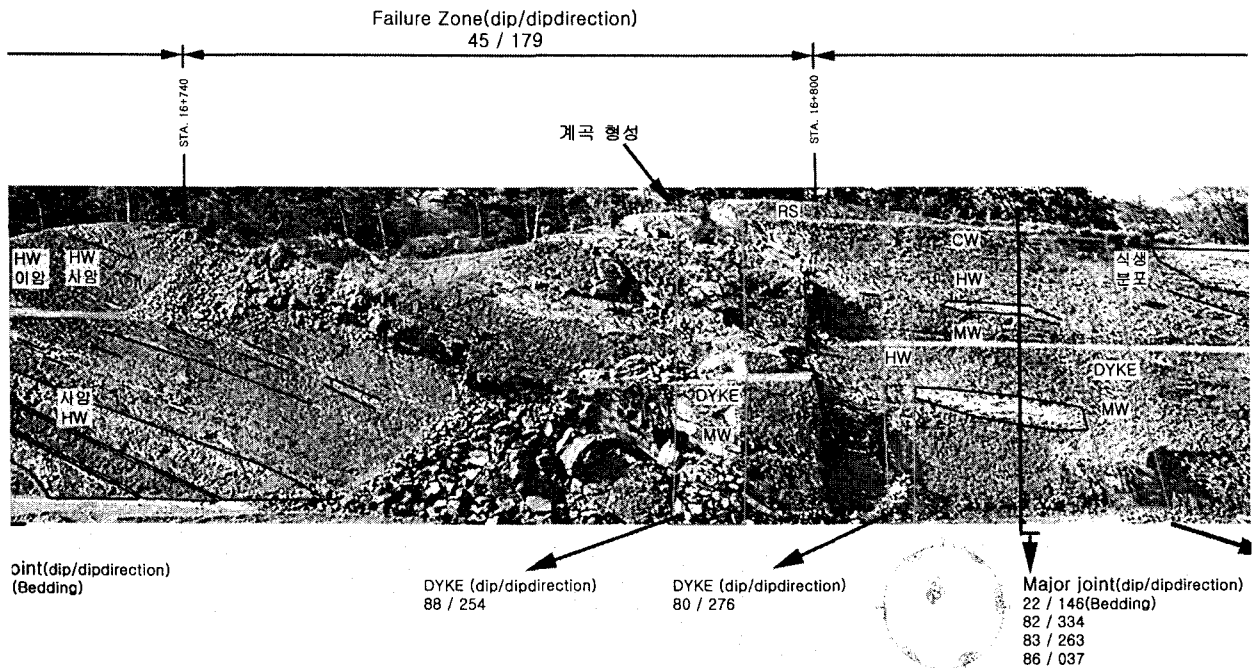 Failure Zone(dip/dipdirection)
45 / 179
STA. 16+740
STA. 16+800
계곡 형성
RSI
CW
HW
이암
HW
사암
HW
식생
분포
MW
HW
DYKE
사암
HW
DYKE
MW
MW
oint(dip/dipdirection)
(Bedding)
DYKE (dip/dipdirection)
88 / 254
DYKE (dip/dipdirection)
80 / 276
Major joint(dip/dipdirection)
22 / 146(Bedding)
82 / 334
83 / 263
86 / 037